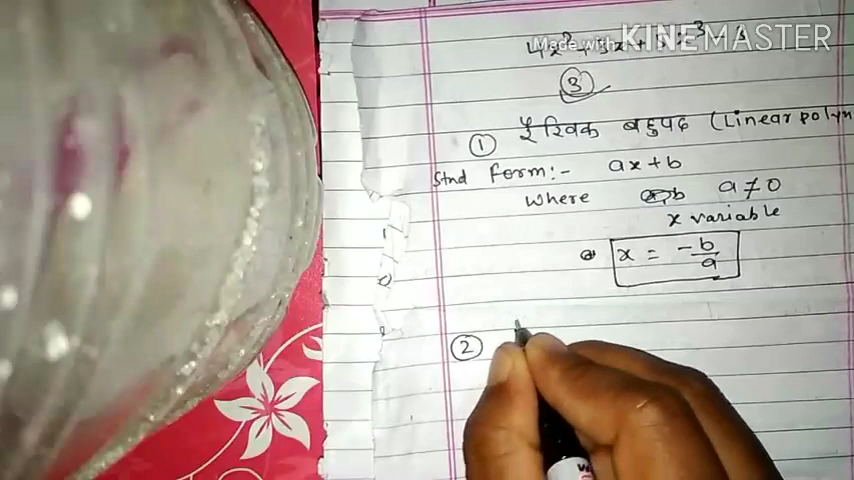 Made with KINEMASTER
③
① रैखिक बहुपद (Linear polyn
Stnd Form:- ax+b
Where a≠0
x variable
x = -b/a
②